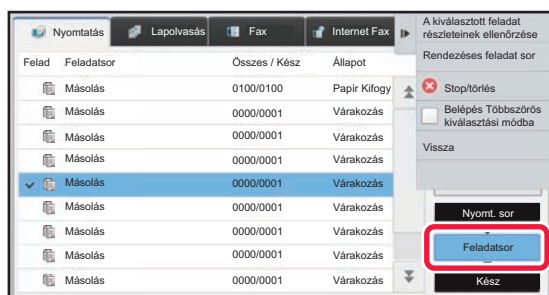 Nyomtatás Lapolvasás Fax Internet Fax
Felad Feladatsor Összes / Kész Állapot
Másolás 0100/0100 Papír Kifogy
Másolás 0000/0001 Várakozás
Másolás 0000/0001 Várakozás
Másolás 0000/0001 Várakozás
Másolás 0000/0001 Várakozás
Másolás 0000/0001 Várakozás
Másolás 0000/0001 Várakozás
Másolás 0000/0001 Várakozás
Másolás 0000/0001 Várakozás
A kiválasztott feladat
részleteinek ellenőrzése
Rendezéses feladat sor
Stop/törlés
Belépés Többszörös
kiválasztási módba
Vissza
Nyomt. sor
Feladatsor
Kész